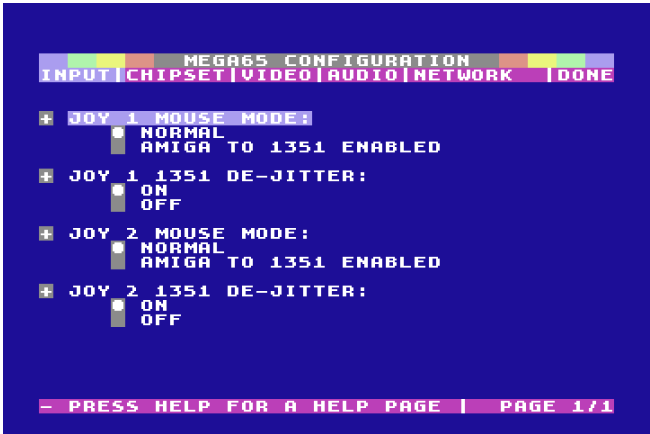 MEGA65 CONFIGURATION
INPUT|CHIPSET|VIDEO|AUDIO|NETWORK |DONE
+ JOY 1 MOUSE MODE:
NORMAL
AMIGA TO 1351 ENABLED
+ JOY 1 1351 DE-JITTER:
ON
OFF
+ JOY 2 MOUSE MODE:
NORMAL
AMIGA TO 1351 ENABLED
+ JOY 2 1351 DE-JITTER:
ON
OFF
- PRESS HELP FOR A HELP PAGE | PAGE 1/1